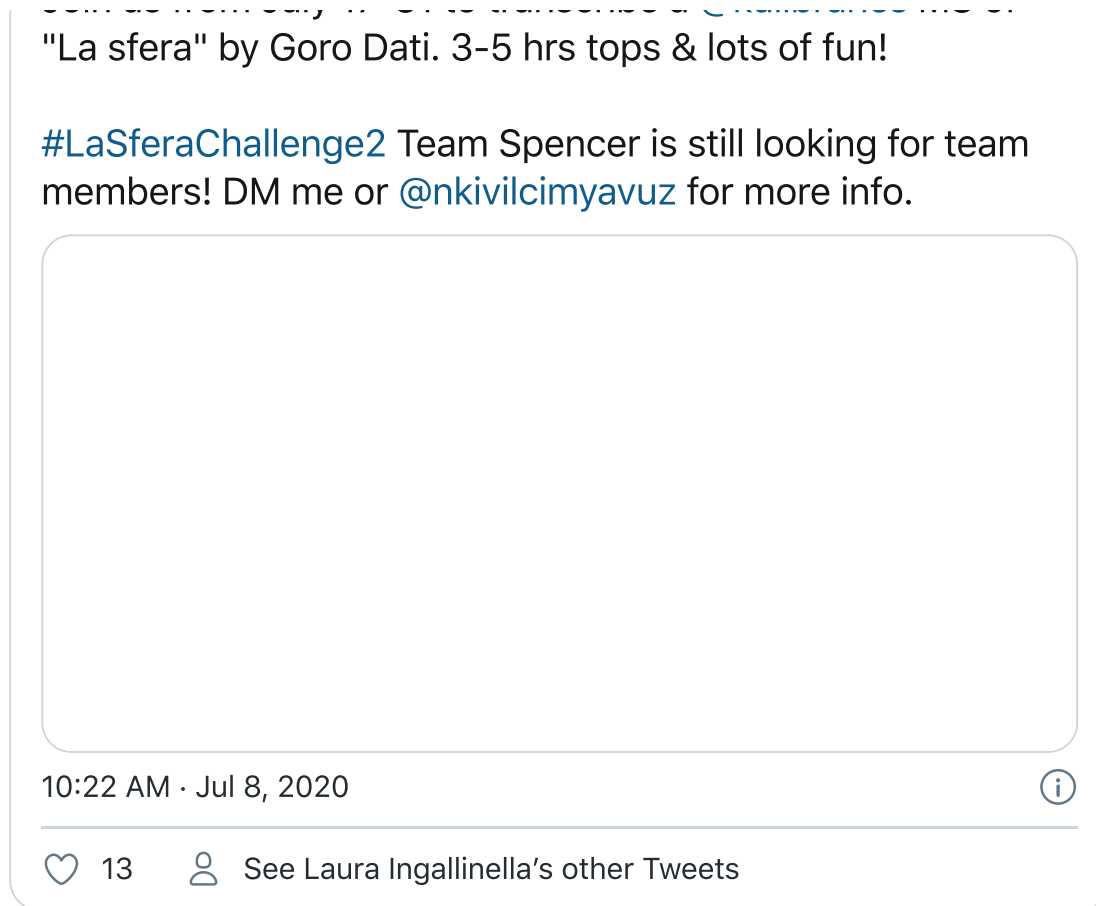 "La sfera" by Goro Dati. 3-5 hrs tops & lots of fun!
#LaSferaChallenge2 Team Spencer is still looking for team
members! DM me or @nkivilcimyavuz for more info.
10:22 AM · Jul 8, 2020
13 See Laura Ingallinella’s other Tweets